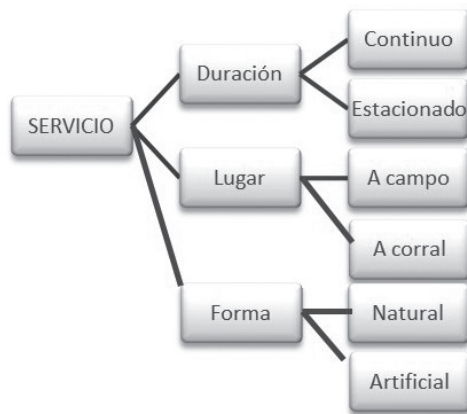 SERVICIO
Duración
Continuo
Estacionado
Lugar
A campo
A corral
Forma
Natural
Artificial